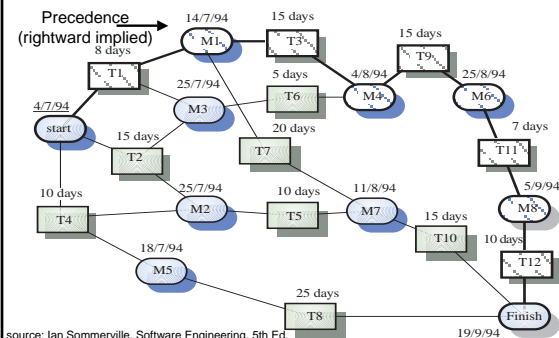 Precedence
(rightward implied)
14/7/94
15 days
M1
T3
15 days
8 days
T9
T1
25/7/94
5 days
4/8/94
25/8/94
M3
T6
M4
M6
4/7/94
start
15 days
20 days
7 days
T2
T7
T11
10 days
25/7/94
10 days
11/8/94
5/9/94
T4
M2
T5
M7
15 days
M8
18/7/94
T10
10 days
M5
T12
25 days
T8
Finish
source: Ian Sommerville, Software Engineering, 5th Ed.
19/9/94